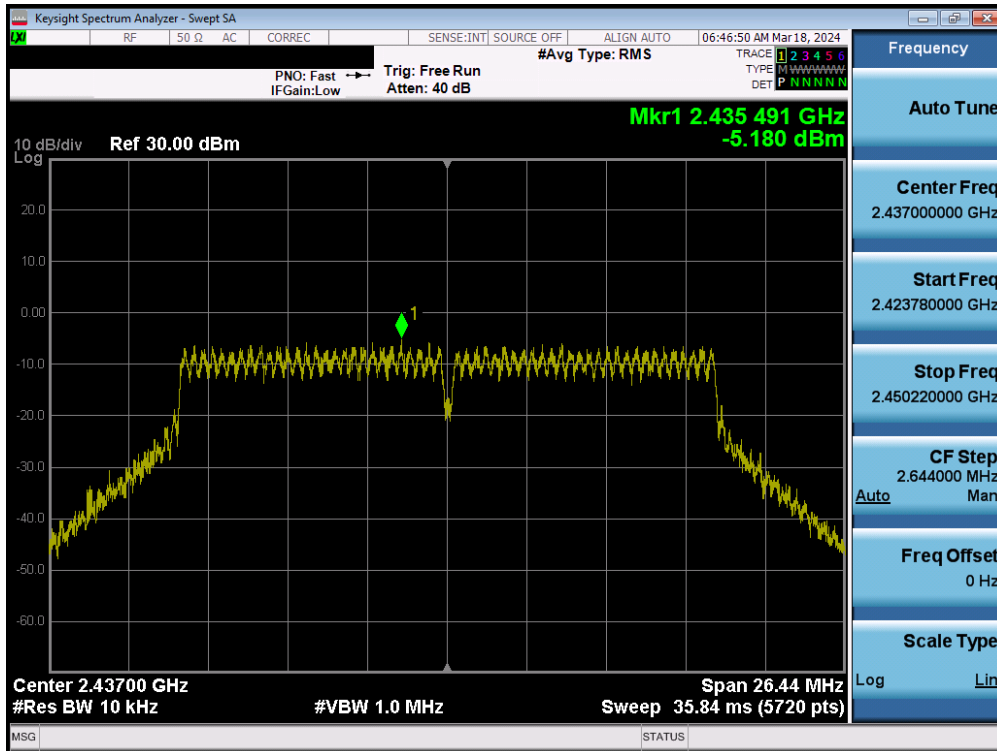 Keysight Spectrum Analyzer - Swept SA
LXI RF 50 Ω AC CORREC SENSE:INT SOURCE OFF ALIGN AUTO 06:46:50 AM Mar 18, 2024
#Avg Type: RMS
TRACE 1 2 3 4 5 6
TYPE M WWWWW
DET P N N N N N
PNO: Fast
IFGain:Low
Trig: Free Run
Atten: 40 dB
Mkr1 2.435 491 GHz
-5.180 dBm
10 dB/div
Log
Ref 30.00 dBm
20.0
10.0
0.00
-10.0
-20.0
-30.0
-40.0
-50.0
-60.0
1
Center 2.43700 GHz
Span 26.44 MHz
#Res BW 10 kHz
#VBW 1.0 MHz
Sweep 35.84 ms (5720 pts)
MSG
STATUS
Frequency
Auto Tune
Center Freq
2.437000000 GHz
Start Freq
2.423780000 GHz
Stop Freq
2.450220000 GHz
CF Step
2.644000 MHz
Auto Man
Freq Offset
0 Hz
Scale Type
Log Lin